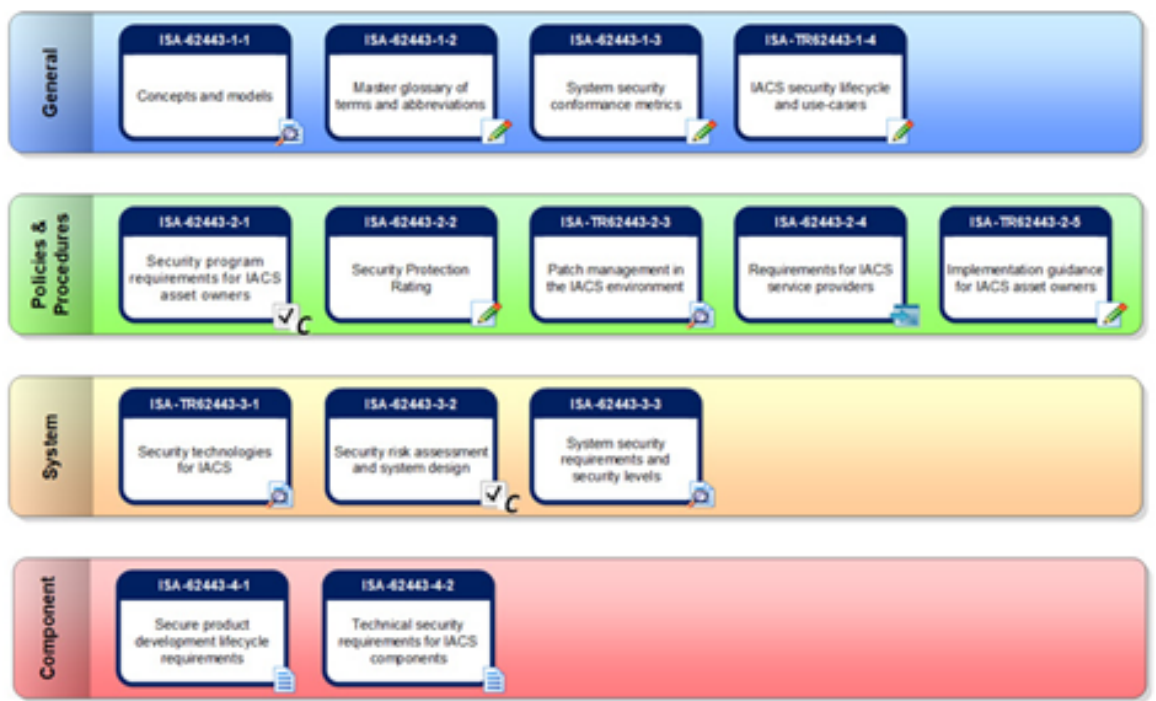 General
ISA-62443-1-1
Concepts and models
ISA-62443-1-2
Master glossary of
terms and abbreviations
ISA-62443-1-3
System security
conformance metrics
ISA-TR62443-1-4
IACS security lifecycle
and use-cases
Policies &
Procedures
ISA-62443-2-1
Security program
requirements for IACS
asset owners
C
ISA-62443-2-2
Security Protection
Rating
ISA-TR62443-2-3
Patch management in
the IACS environment
ISA-62443-2-4
Requirements for IACS
service providers
ISA-TR62443-2-5
Implementation guidance
for IACS asset owners
System
ISA-TR62443-3-1
Security technologies
for IACS
ISA-62443-3-2
Security risk assessment
and system design
C
ISA-62443-3-3
System security
requirements and
security levels
Component
ISA-62443-4-1
Secure product
development lifecycle
requirements
ISA-62443-4-2
Technical security
requirements for IACS
components